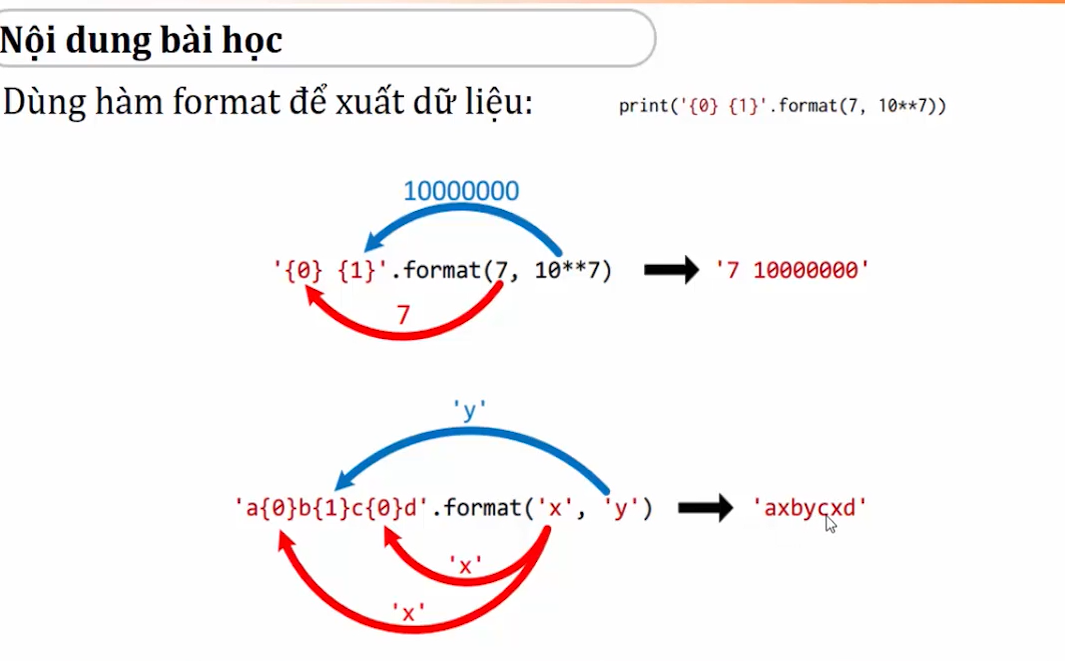 Nội dung bài học
Dùng hàm format để xuất dữ liệu: print('{0} {1}'.format(7, 10**7))
10000000
'{0} {1}'.format(7, 10**7) '7 10000000'
7
'y'
'a{0}b{1}c{0}d'.format('x', 'y') 'axbycxd'
'x'
'x'